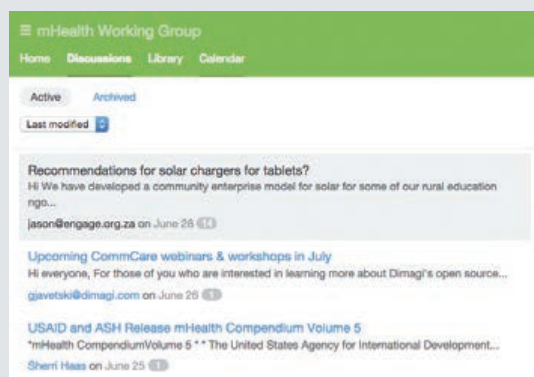 mHealth Working Group
Home Discussions Library Calendar
Active Archived
Last modified
Recommendations for solar chargers for tablets?
Hi We have developed a community enterprise model for solar for some of our rural education
ngo...
jason@engage.org.za on June 26 14
Upcoming CommCare webinars & workshops in July
Hi everyone, For those of you who are interested in learning more about Dimagi's open source...
gjavetski@dimagi.com on June 26 1
USAID and ASH Release mHealth Compendium Volume 5
*mHealth CompendiumVolume 5 * * The United States Agency for International Development...
Sherri Haas on June 25 1